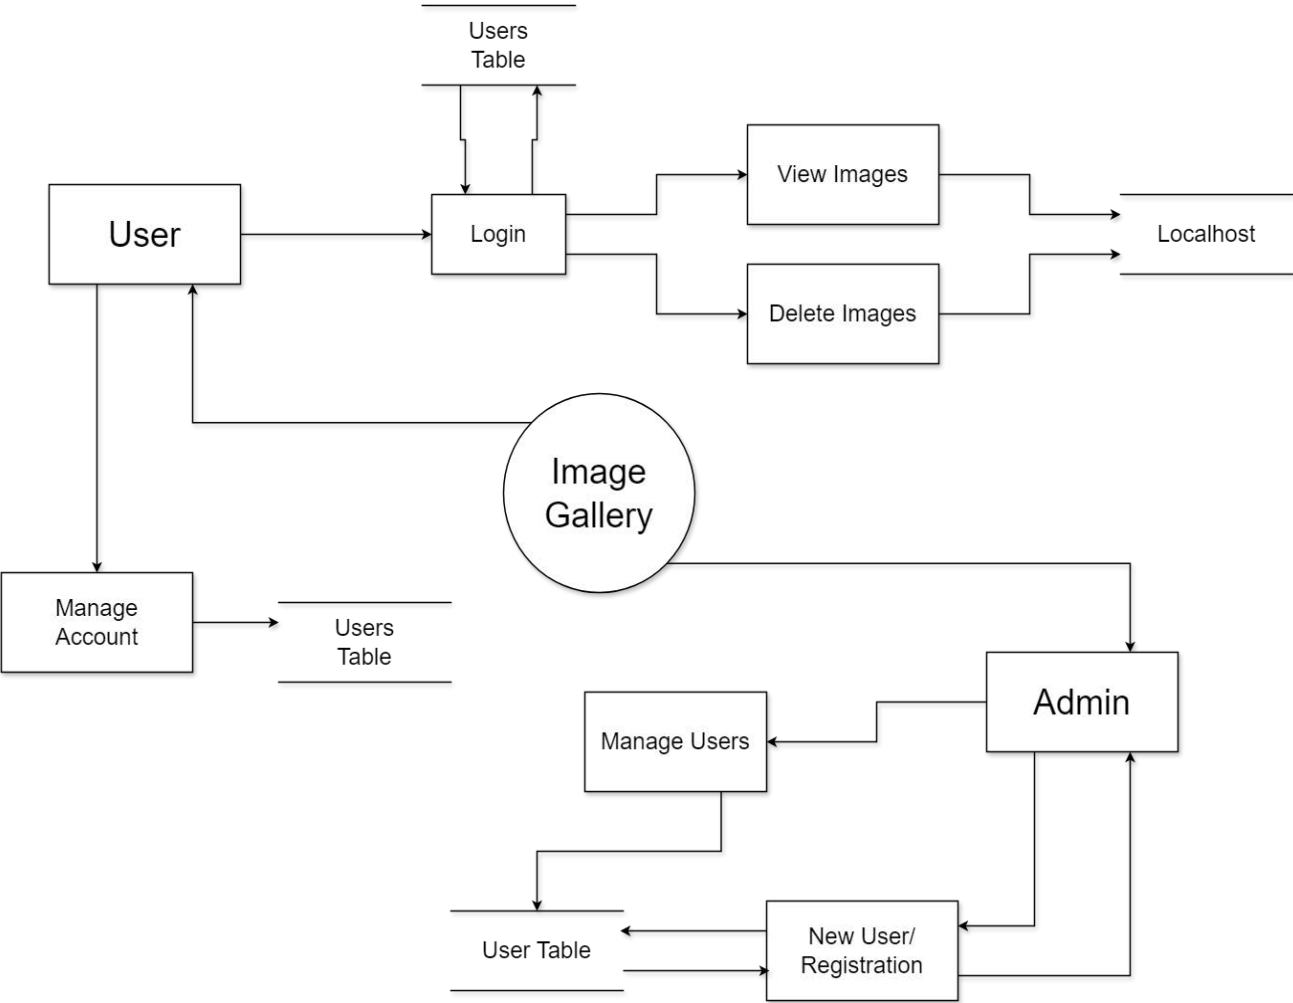 Users
Table
User
Login
View Images
Delete Images
Localhost
Image
Gallery
Manage
Account
Users
Table
Manage Users
Admin
User Table
New User/
Registration